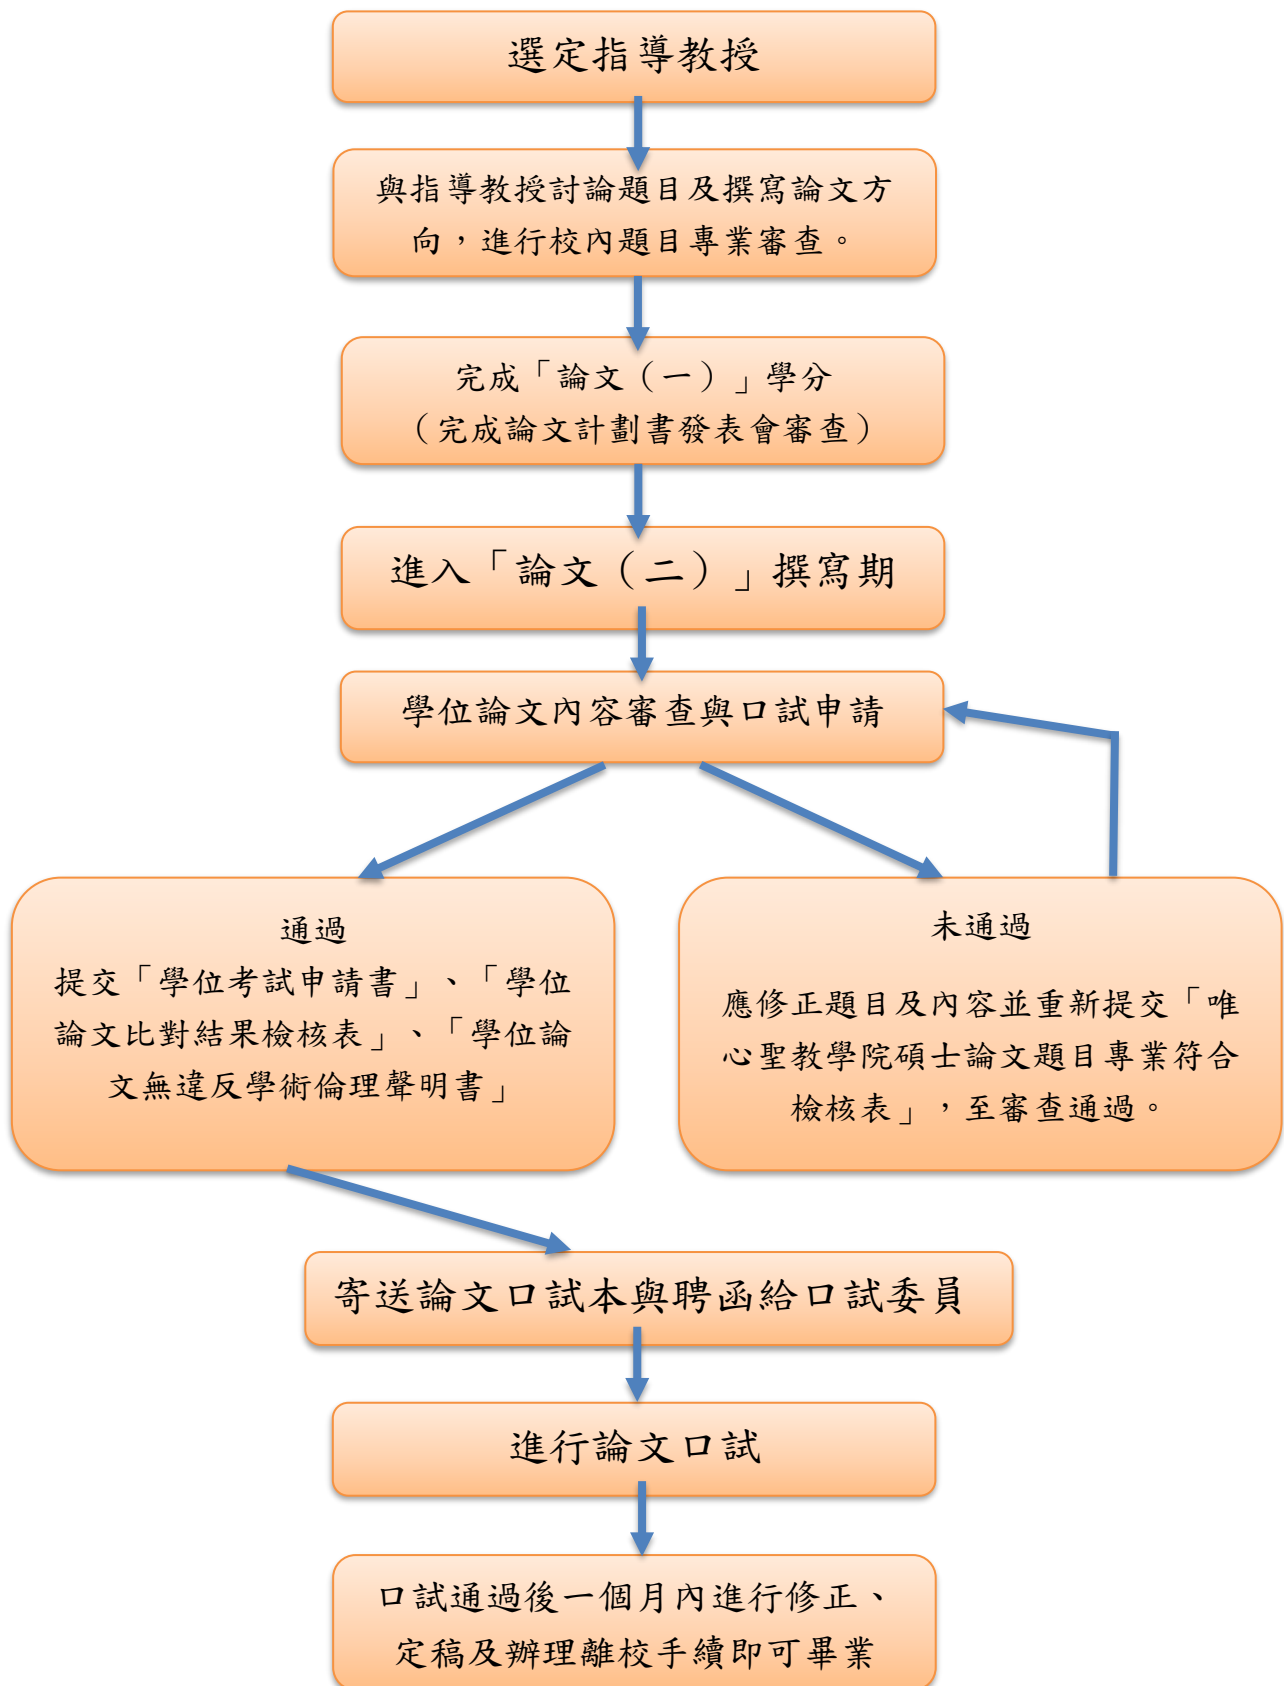 選定指導教授
與指導教授討論題目及撰寫論文方
向，進行校內題目專業審查。
完成「論文（一）」學分
（完成論文計劃書發表會審查）
進入「論文（二）」撰寫期
學位論文內容審查與口試申請
通過
提交「學位考試申請書」、「學位
論文比對結果檢核表」、「學位論
文無違反學術倫理聲明書」
未通過
應修正題目及內容並重新提交「唯
心聖教學院碩士論文題目專業符合
檢核表」，至審查通過。
寄送論文口試本與聘函給口試委員
進行論文口試
口試通過後一個月內進行修正、
定稿及辦理離校手續即可畢業